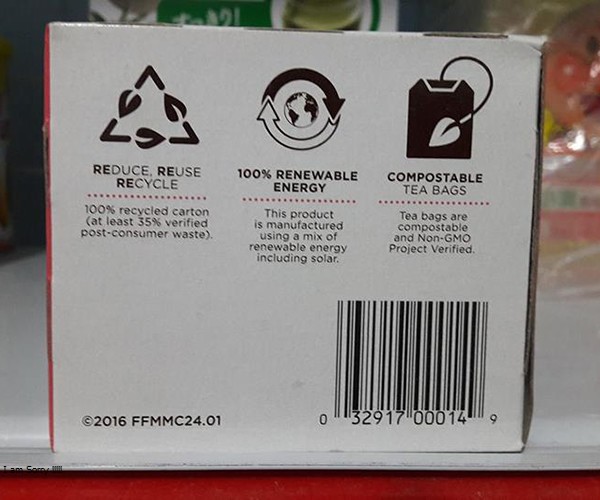 REDUCE, REUSE
RECYCLE
100% recycled carton
(at least 35% verified
post-consumer waste).
100% RENEWABLE
ENERGY
This product
is manufactured
using a mix of
renewable energy
including solar.
COMPOSTABLE
TEA BAGS
Tea bags are
compostable
and Non-GMO
Project Verified.
©2016 FFMMC24.01
0 32917 00014 9
I am Sorry !!!!!